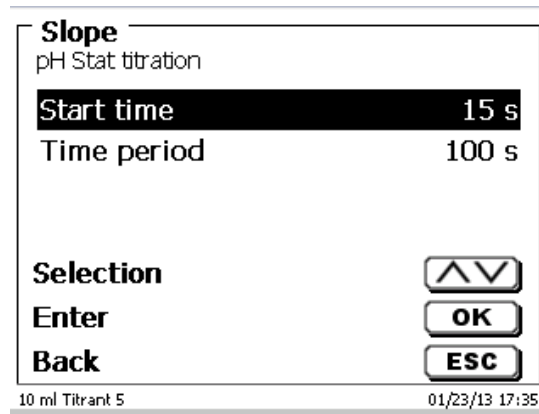 Slope
pH Stat titration
Start time 15 s
Time period 100 s
Selection
Enter OK
Back ESC
10 ml Titrant 5 01/23/13 17:35